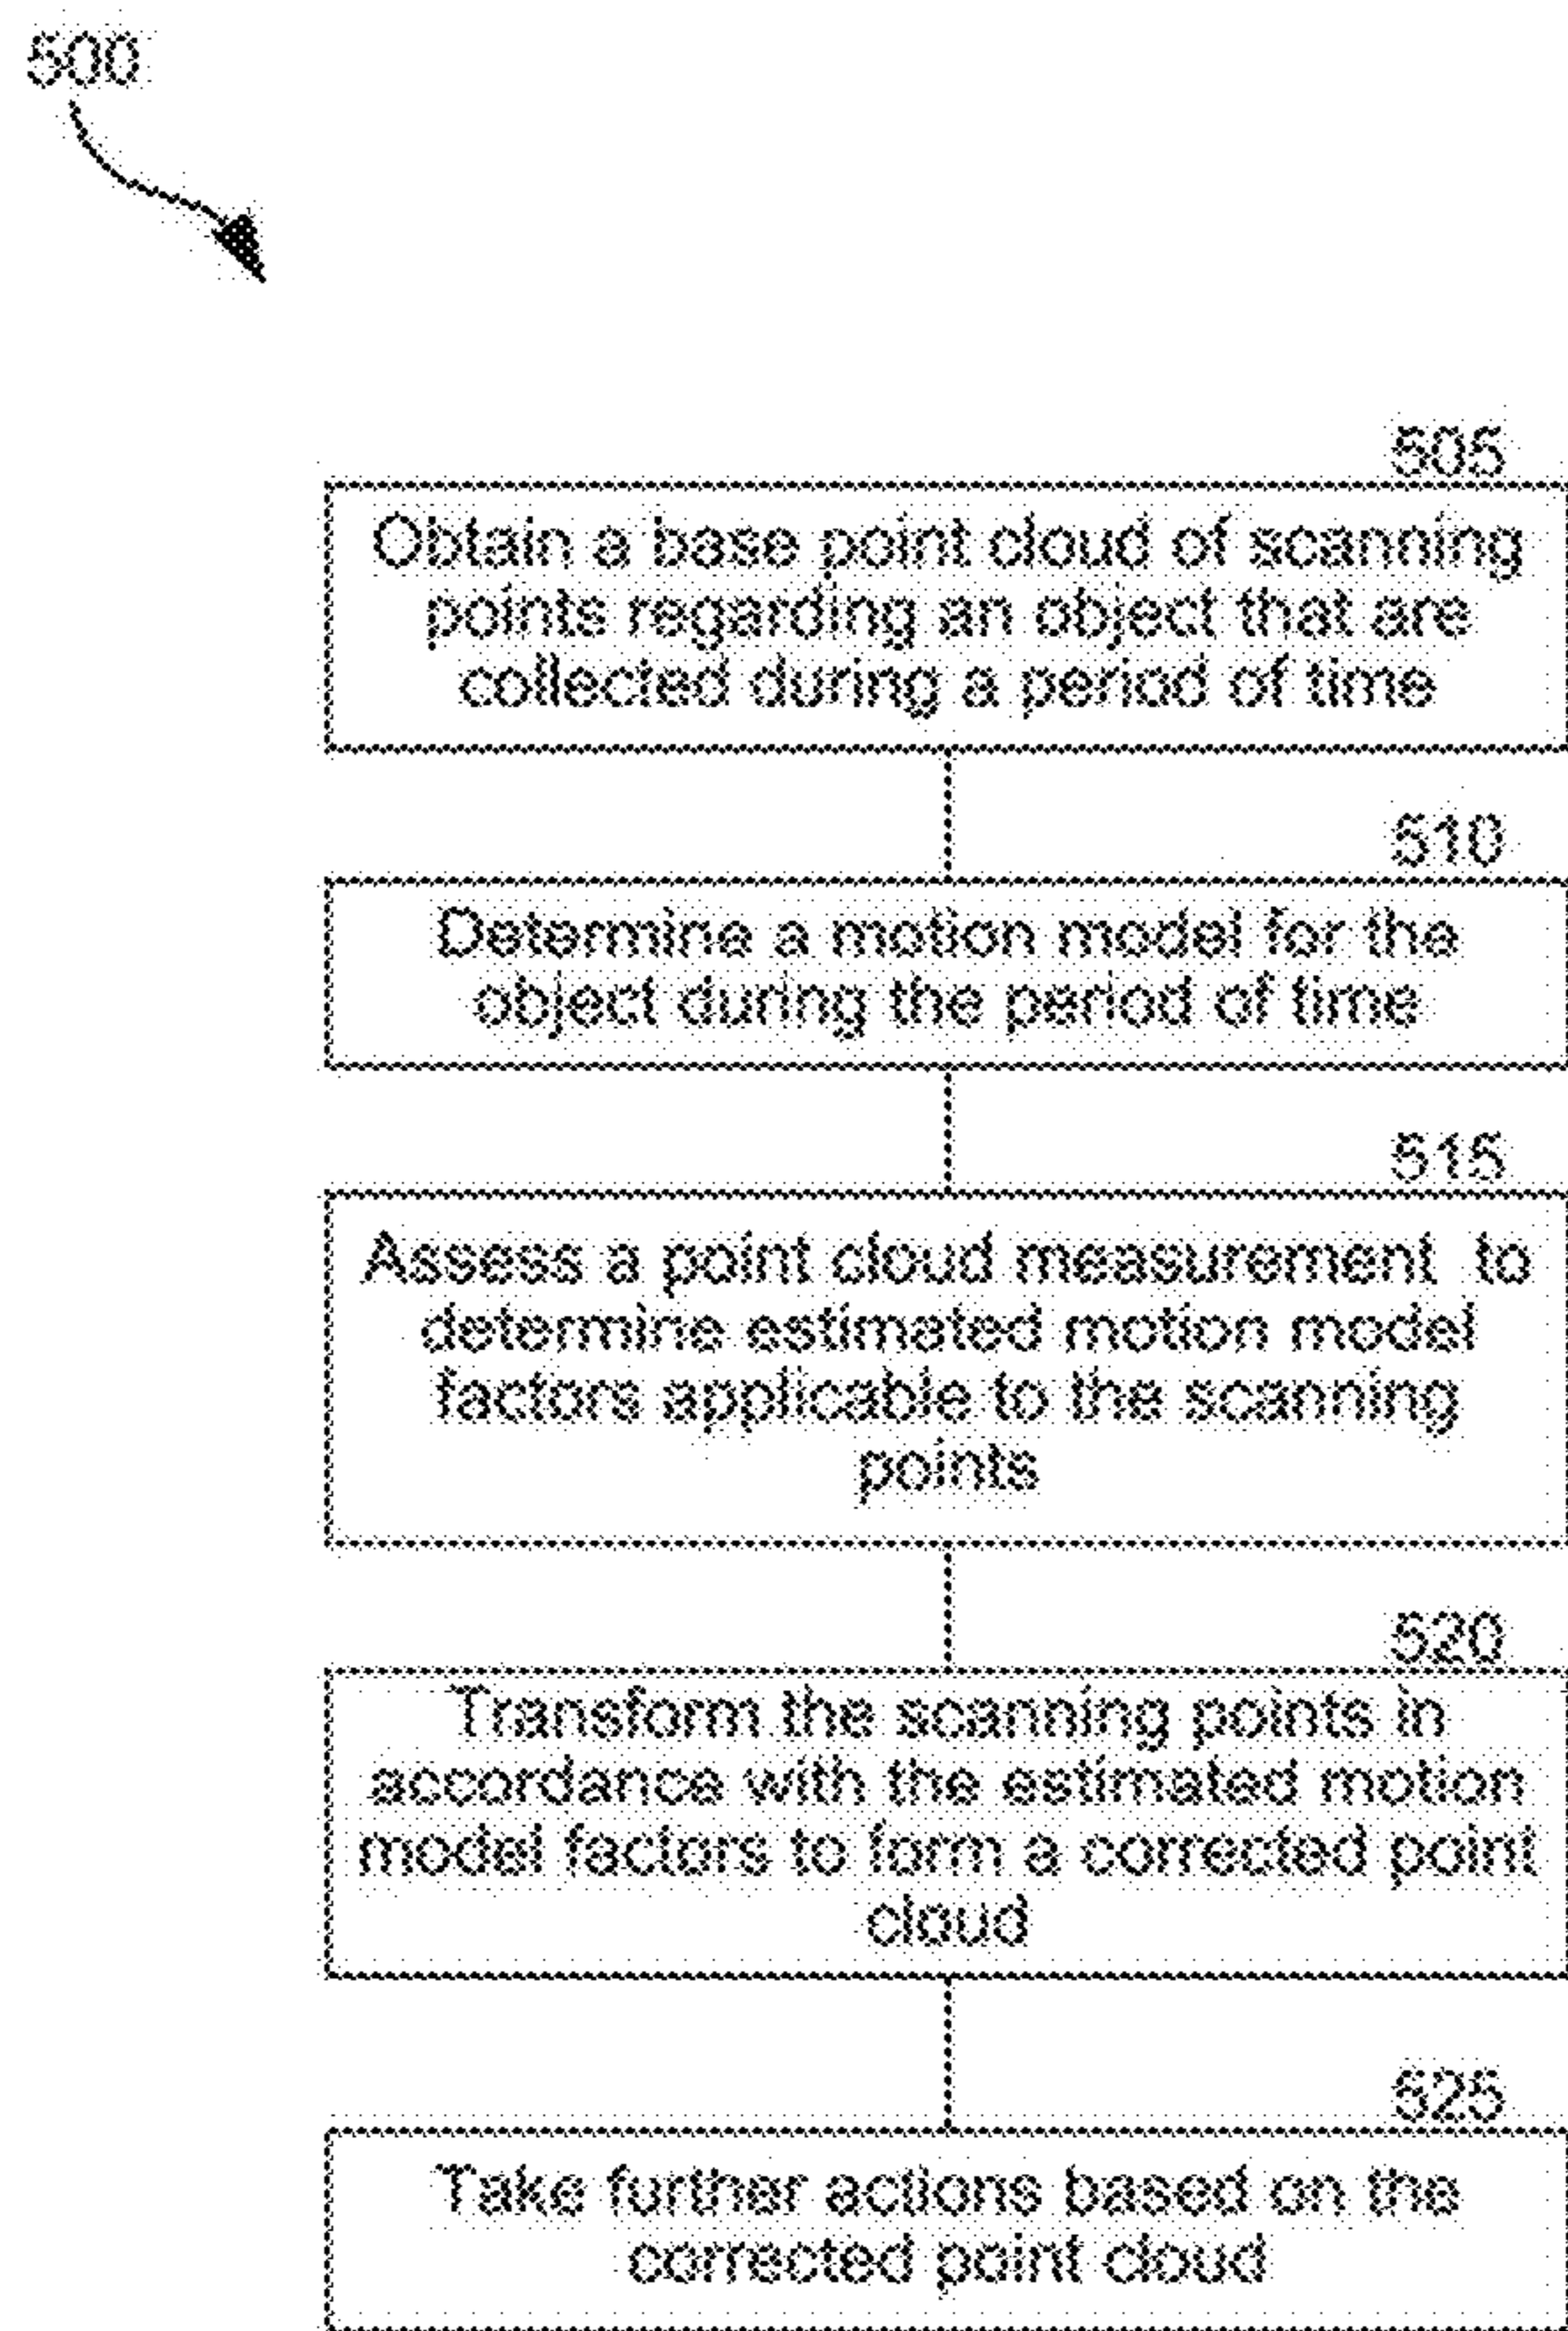 500
505
Obtain a base point cloud of scanning
points regarding an object that are
collected during a period of time
510
Determine a motion model for the
object during the period of time
515
Assess a point cloud measurement to
determine estimated motion model
factors applicable to the scanning
points
520
Transform the scanning points in
accordance with the estimated motion
model factors to form a corrected point
cloud
525
Take further actions based on the
corrected point cloud